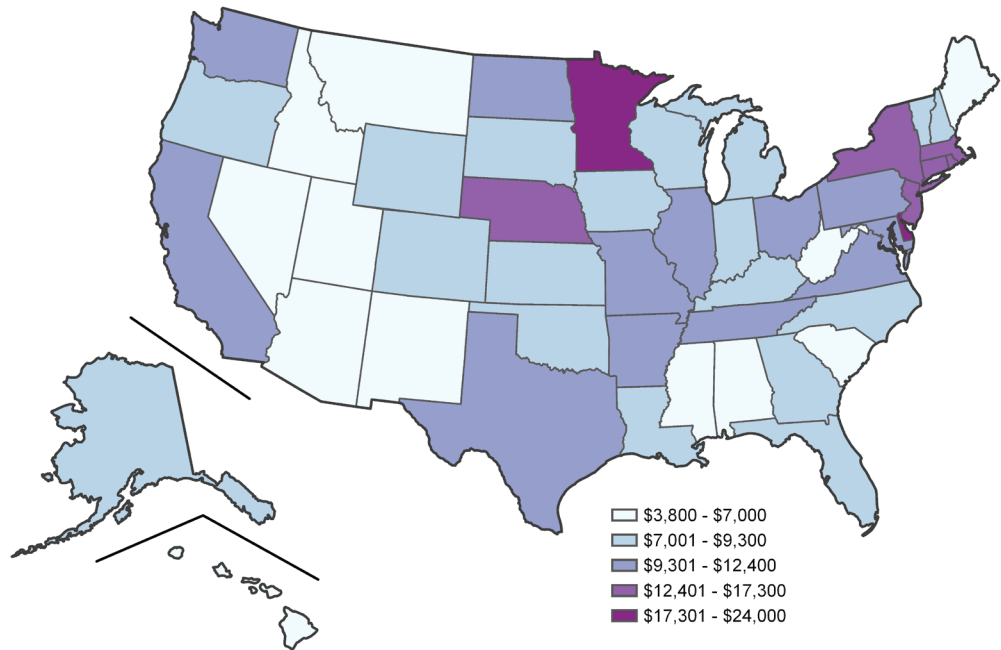 $3,800 - $7,000
$7,001 - $9,300
$9,301 - $12,400
$12,401 - $17,300
$17,301 - $24,000